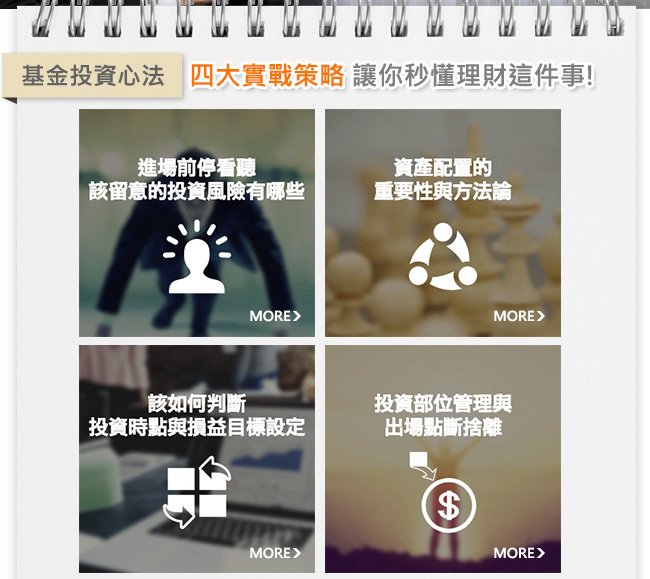 基金投資心法
四大實戰策略 讓你秒懂理財這件事!
進場前停看聽
該留意的投資風險有哪些
MORE>
資產配置的
重要性與方法論
MORE>
該如何判斷
投資時點與損益目標設定
MORE>
投資部位管理與
出場點斷捨離
$
MORE>